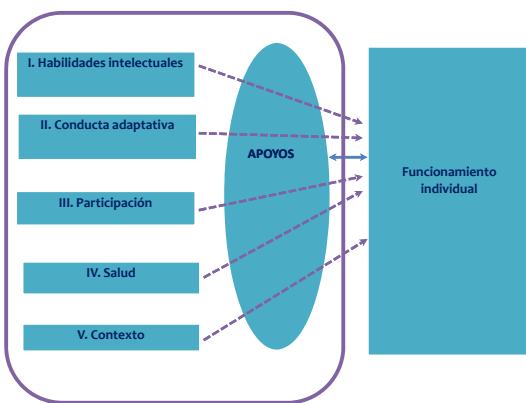 I. Habilidades intelectuales
II. Conducta adaptativa
III. Participación
IV. Salud
V. Contexto
APOYOS
Funcionamiento
individual